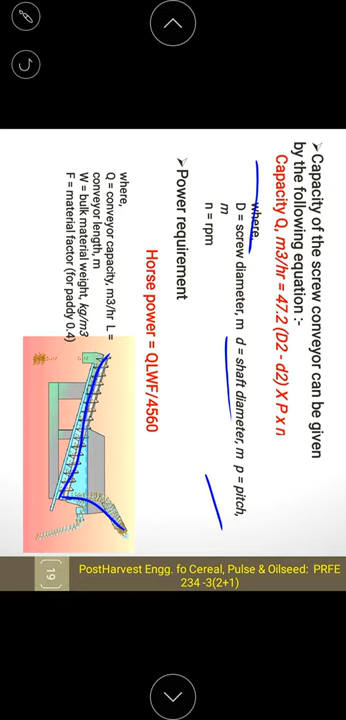 ➢Capacity of the screw conveyor can be given
by the following equation :-
Capacity Q, m3/hr = 47.2 (D2 - d2) X P x n
where,
D = screw diameter, m d = shaft diameter, m p = pitch,
m
n = rpm
➢Power requirement
Horse power = QLWF/4560
where,
Q = conveyor capacity, m3/hr L =
conveyor length, m
W = bulk material weight, kg/m3
F = material factor (for paddy 0.4)
PostHarvest Engg. fo Cereal, Pulse & Oilseed: PRFE
234 -3(2+1)
19